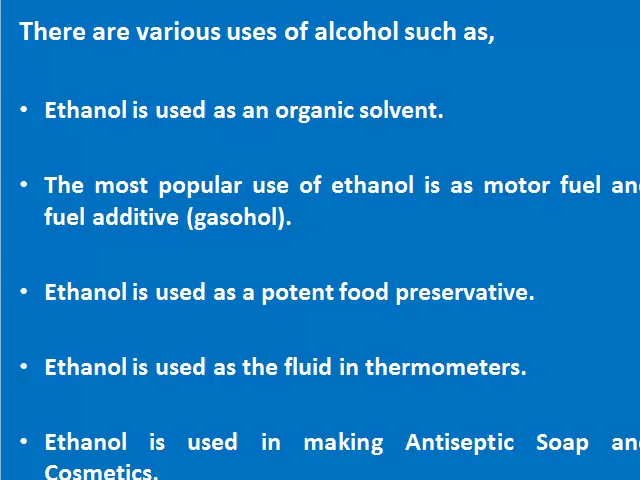 There are various uses of alcohol such as,
• Ethanol is used as an organic solvent.
• The most popular use of ethanol is as motor fuel an
fuel additive (gasohol).
• Ethanol is used as a potent food preservative.
• Ethanol is used as the fluid in thermometers.
• Ethanol is used in making Antiseptic Soap an
Cosmetics.